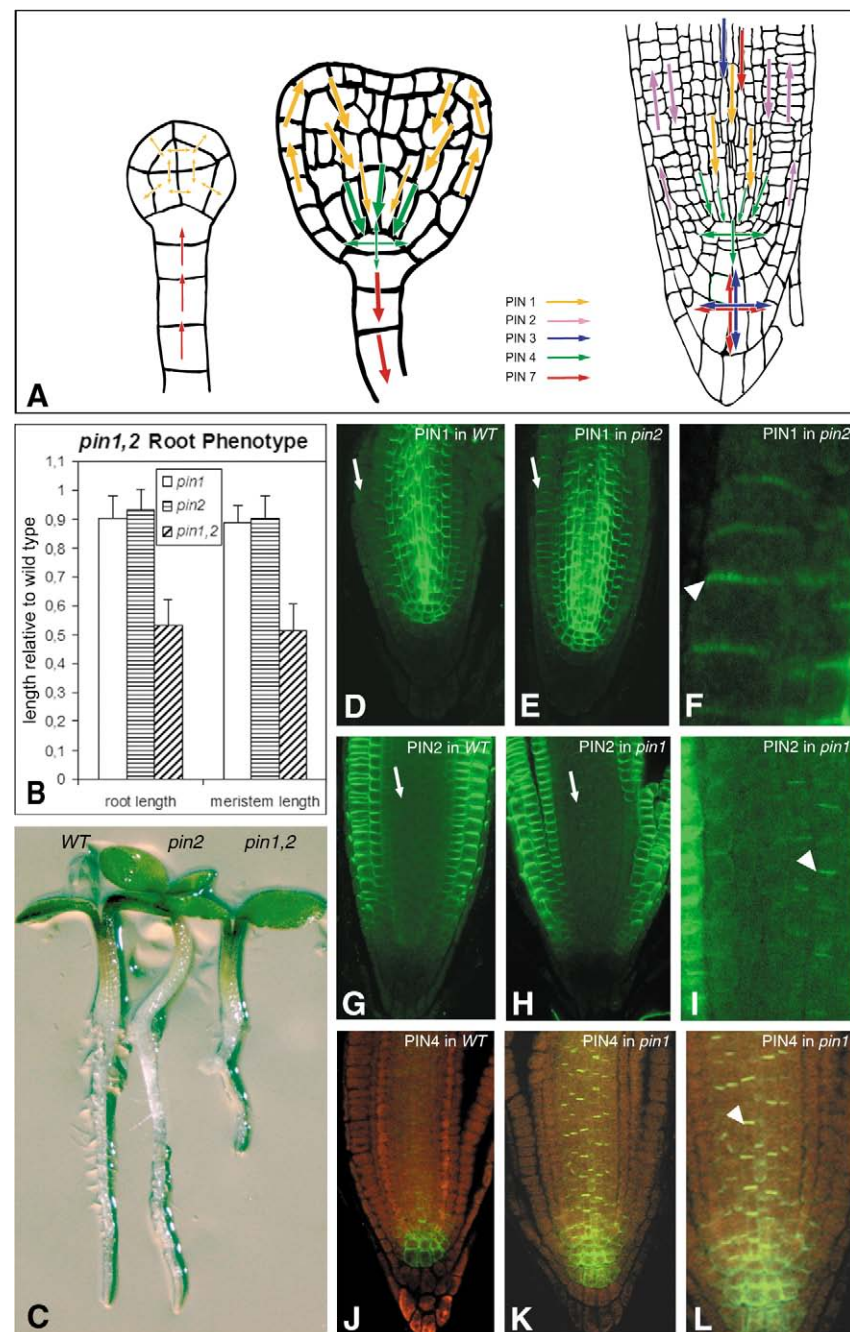 PIN 1
PIN 2
PIN 3
PIN 4
PIN 7
A
pin1,2 Root Phenotype
length relative to wild type
1,1
1
0,9
0,8
0,7
0,6
0,5
0,4
0,3
0,2
0,1
0
pin1
pin2
pin1,2
root length
meristem length
B
WT
pin2
pin1,2
C
PIN1 in WT
D
PIN1 in pin2
E
PIN1 in pin2
F
PIN2 in WT
G
PIN2 in pin1
H
PIN2 in pin1
I
PIN4 in WT
J
PIN4 in pin1
K
PIN4 in pin1
L